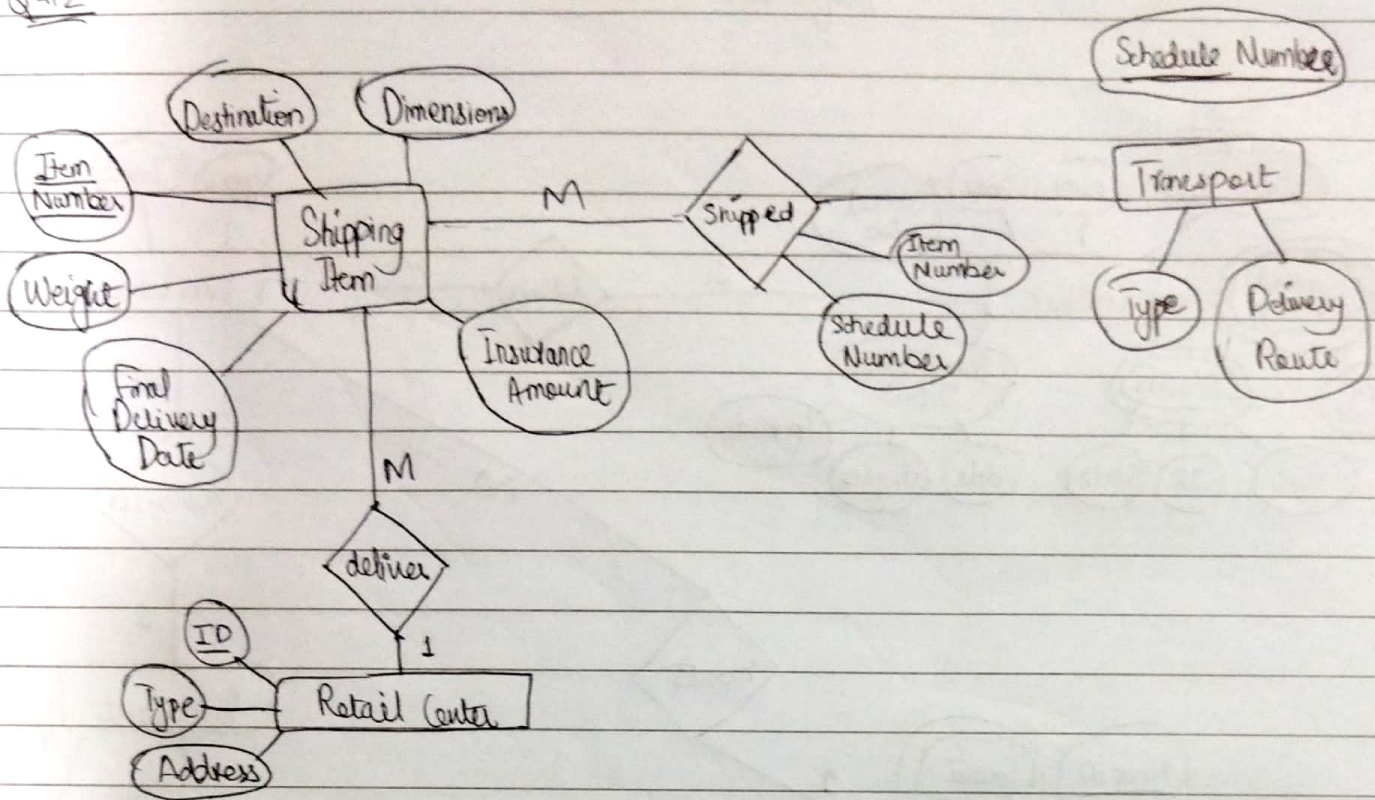 Quiz
Schedule Number
Destination
Dimensions
Item
Number
Shipping
Item
M
Shipped
Transport
Weight
Item
Number
Schedule
Number
Type
Delivery
Route
Final
Delivery
Date
Insurance
Amount
M
deliver
1
ID
Type
Retail Center
Address